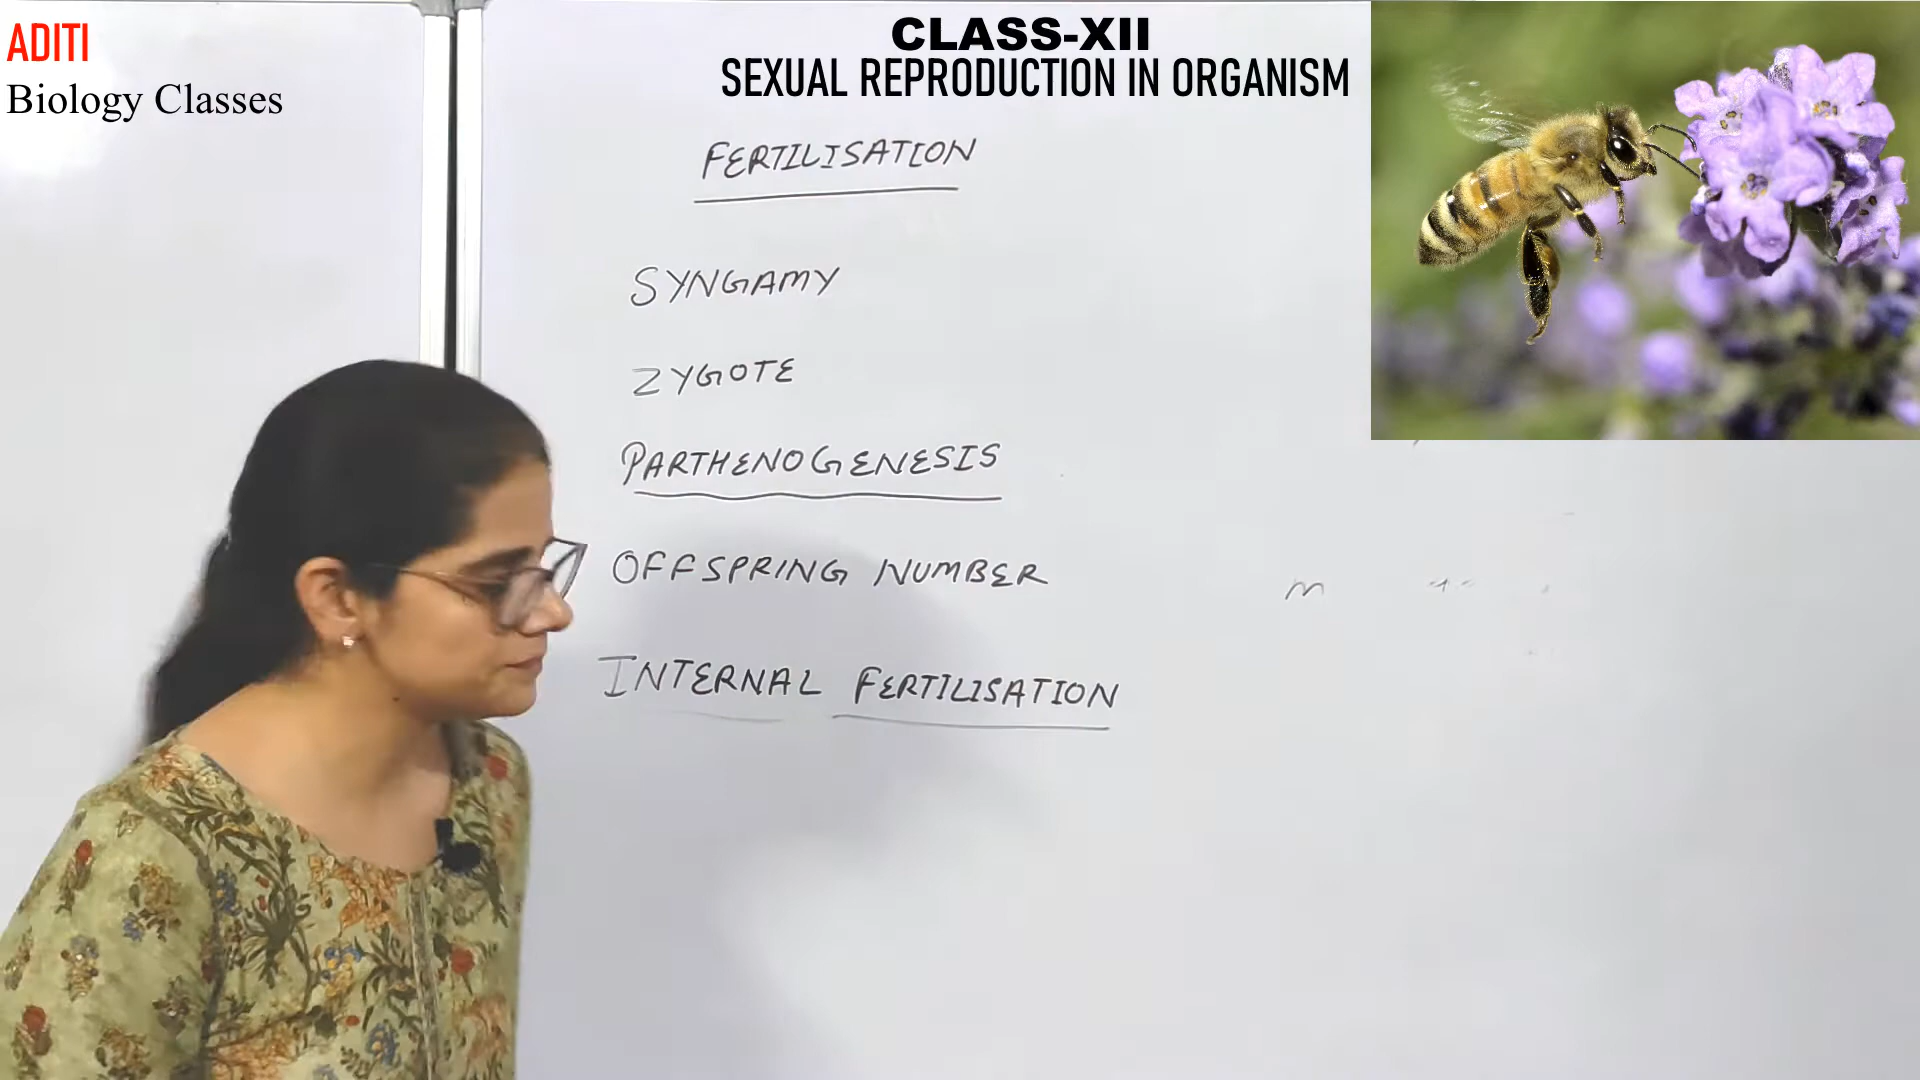 ADITI
Biology Classes
CLASS-XII
SEXUAL REPRODUCTION IN ORGANISM
FERTILISATION
SYNGAMY
ZYGOTE
PARTHENOGENESIS
OFFSPRING NUMBER
INTERNAL FERTILISATION